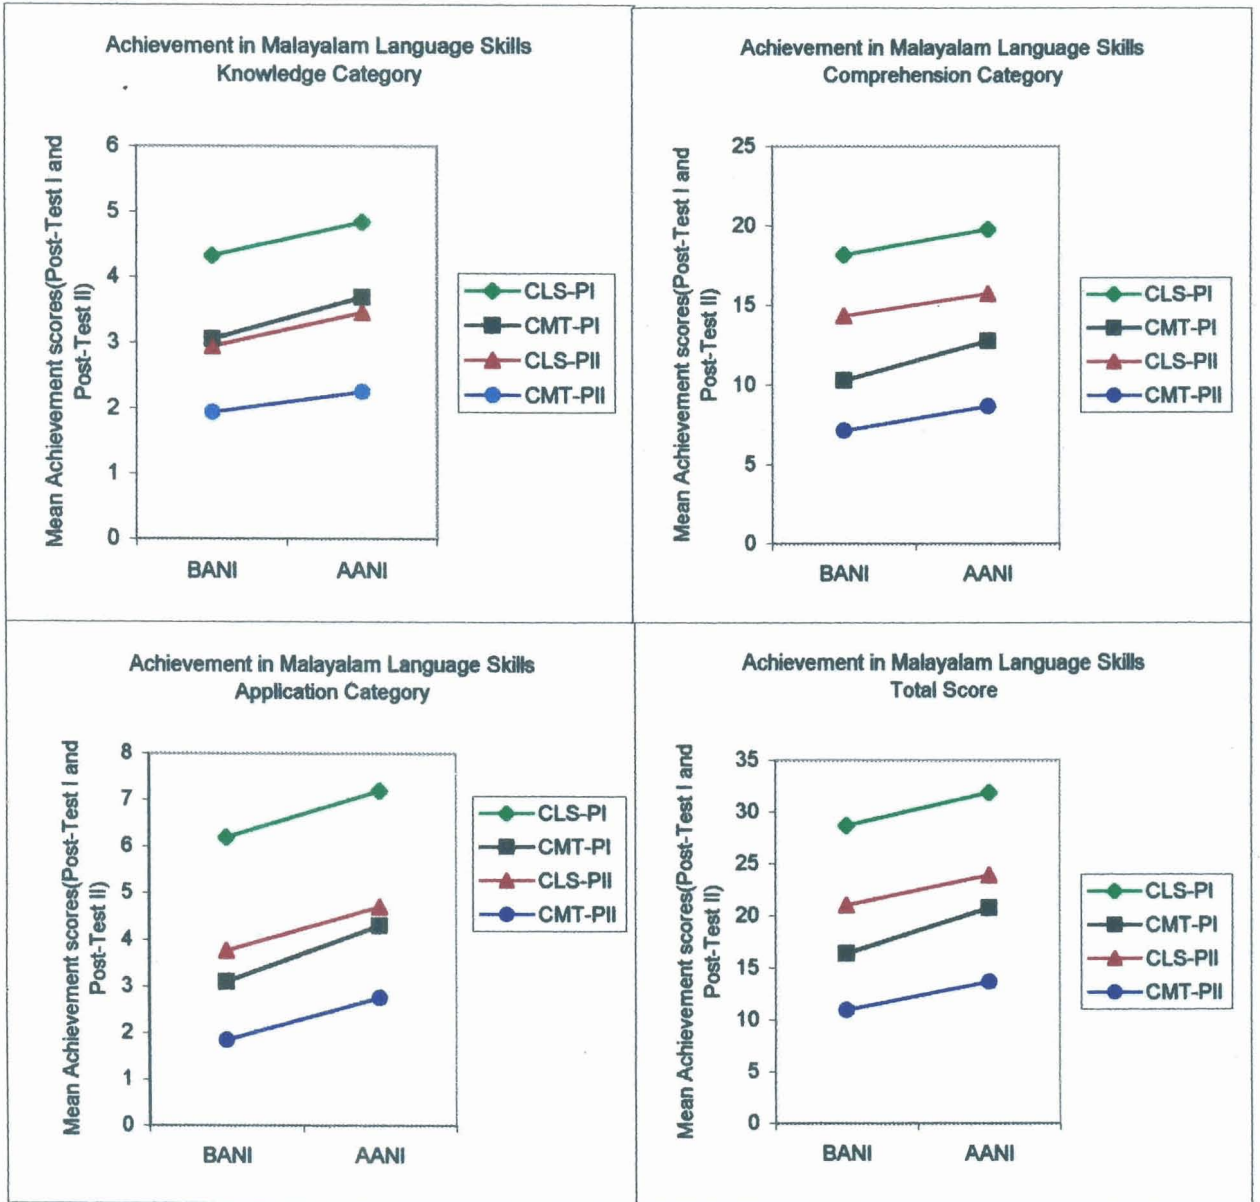 Achievement in Malayalam Language Skills
Knowledge Category
Mean Achievement scores(Post-Test I and
Post-Test II)
6
5
4
3
2
1
0
BANI
AANI
CLS-PI
CMT-PI
CLS-PII
CMT-PII
Achievement in Malayalam Language Skills
Comprehension Category
Mean Achievement scores(Post-Test I and
Post-Test II)
25
20
15
10
5
0
BANI
AANI
CLS-PI
CMT-PI
CLS-PII
CMT-PII
Achievement in Malayalam Language Skills
Application Category
Mean Achievement scores(Post-Test I and
Post-Test II)
8
7
6
5
4
3
2
1
0
BANI
AANI
CLS-PI
CMT-PI
CLS-PII
CMT-PII
Achievement in Malayalam Language Skills
Total Score
Mean Achievement scores(Post-Test I and
Post-Test II)
35
30
25
20
15
10
5
0
BANI
AANI
CLS-PI
CMT-PI
CLS-PII
CMT-PII